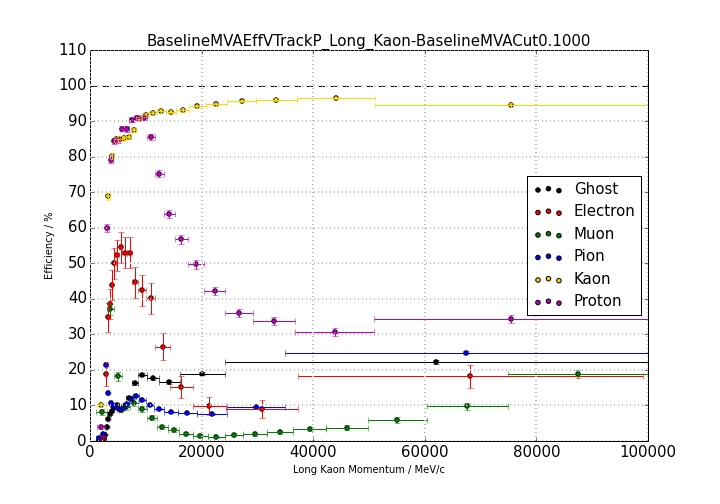 BaselineMVAEffVTrackP_Long_Kaon-BaselineMVACut0.1000
110
100
90
80
70
60
50
40
30
20
10
0
Efficiency / %
Ghost
Electron
Muon
Pion
Kaon
Proton
0 20000 40000 60000 80000 100000
Long Kaon Momentum / MeV/c